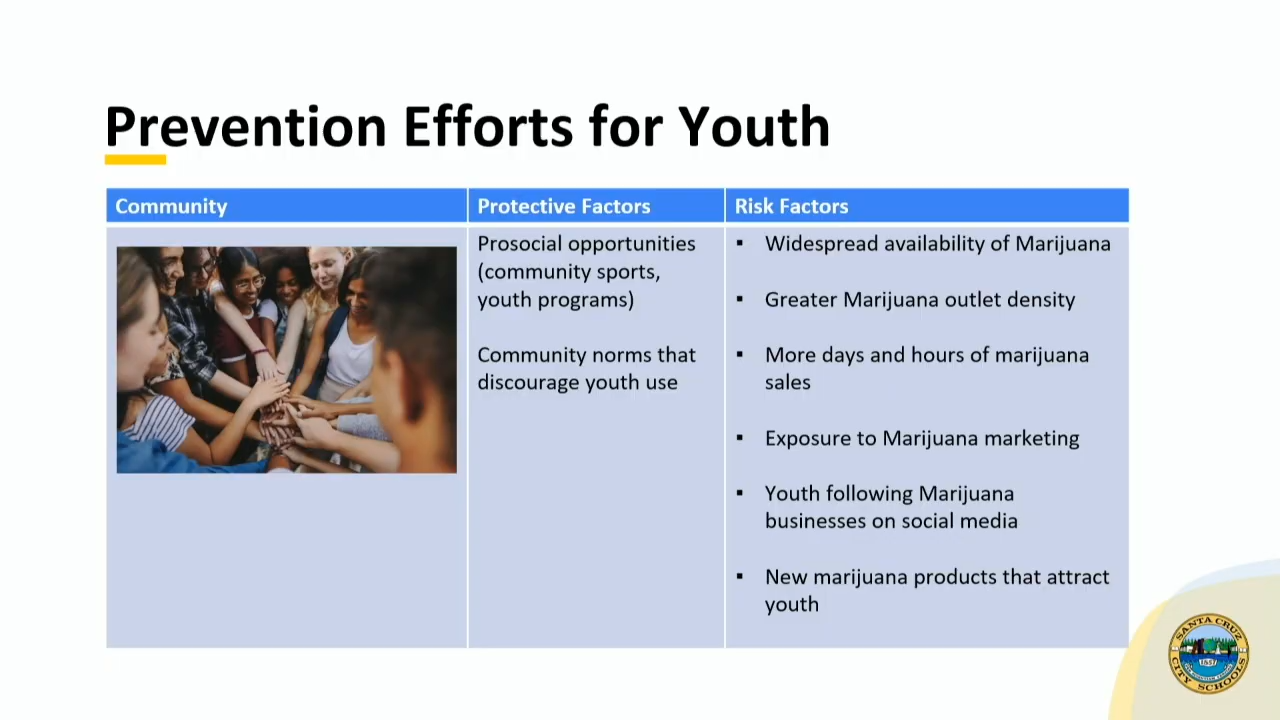 Prevention Efforts for Youth
Community
Protective Factors
Risk Factors
Prosocial opportunities
(community sports,
youth programs)
Community norms that
discourage youth use
▪ Widespread availability of Marijuana
▪ Greater Marijuana outlet density
▪ More days and hours of marijuana
sales
▪ Exposure to Marijuana marketing
▪ Youth following Marijuana
businesses on social media
▪ New marijuana products that attract
youth
SANTA CRUZ
1857
CITY SCHOOLS